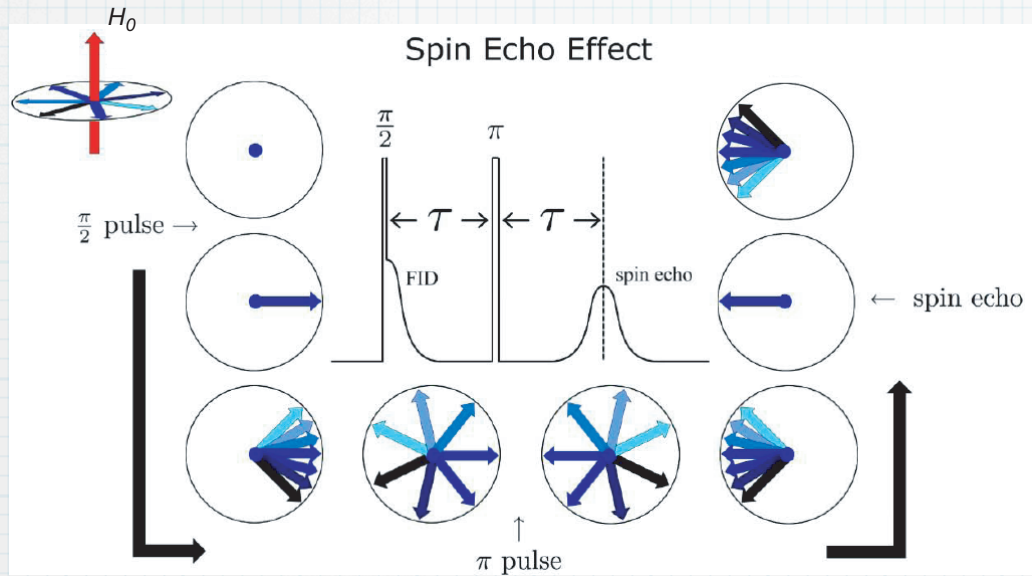 H0
Spin Echo Effect
π/2
π
τ
τ
π/2 pulse →
FID
spin echo
← spin echo
↑
π pulse